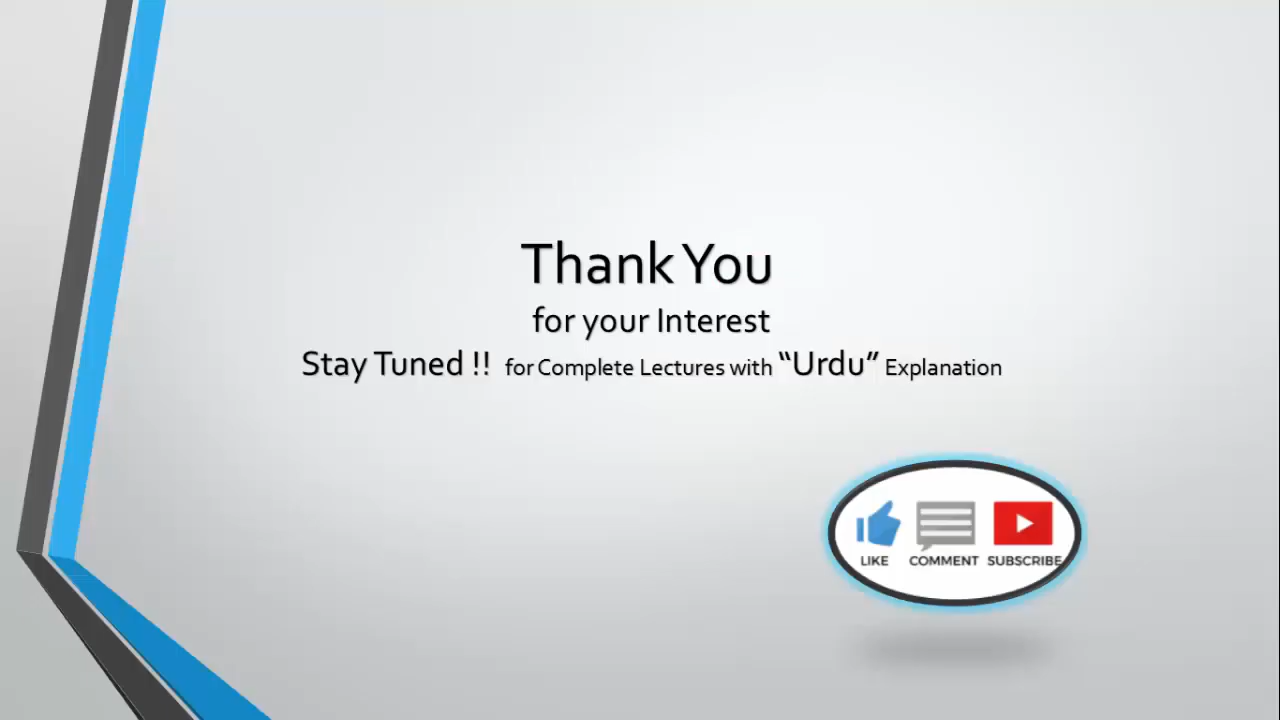 Thank You
for your Interest
Stay Tuned !! for Complete Lectures with “Urdu” Explanation
LIKE COMMENT SUBSCRIBE